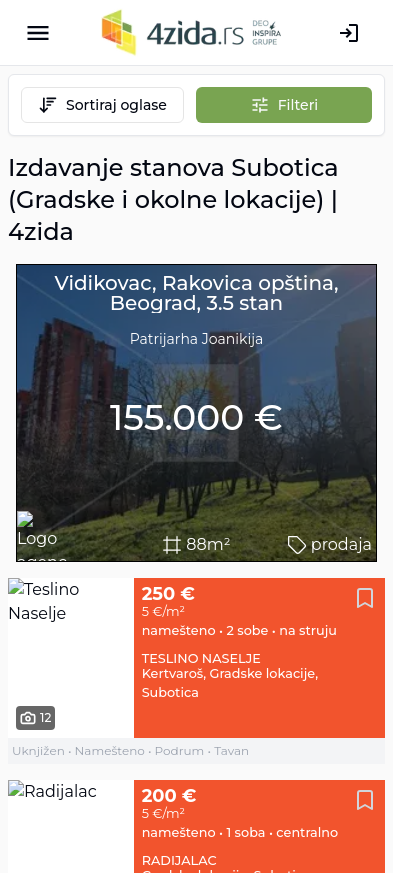 4zida.rs DEO
INSPIRA
GRUPE
Sortiraj oglase
Filteri
Izdavanje stanova Subotica
(Gradske i okolne lokacije) |
4zida
Vidikovac, Rakovica opština,
Beograd, 3.5 stan
Patrijarha Joanikija
155.000 €
Logo
88m²
prodaja
Teslino
Naselje
12
250 €
5 €/m²
namešteno • 2 sobe • na struju
TESLINO NASELJE
Kertvaroš, Gradske lokacije,
Subotica
Uknjižen • Namešteno • Podrum • Tavan
Radijalac
200 €
5 €/m²
namešteno • 1 soba • centralno
RADIJALAC